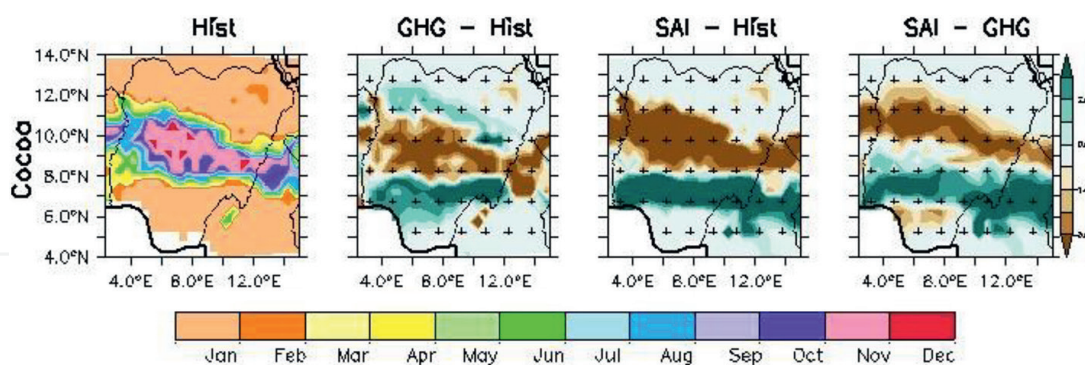 Hist GHG - Hist SAI - Hist SAI - GHG
14.0°N
12.0°N
10.0°N
8.0°N
6.0°N
4.0°N
Cocoa
4.0°E 8.0°E 12.0°E 4.0°E 8.0°E 12.0°E 4.0°E 8.0°E 12.0°E 4.0°E 8.0°E 12.0°E
Jan Feb Mar Apr May Jun Jul Aug Sep Oct Nov Dec